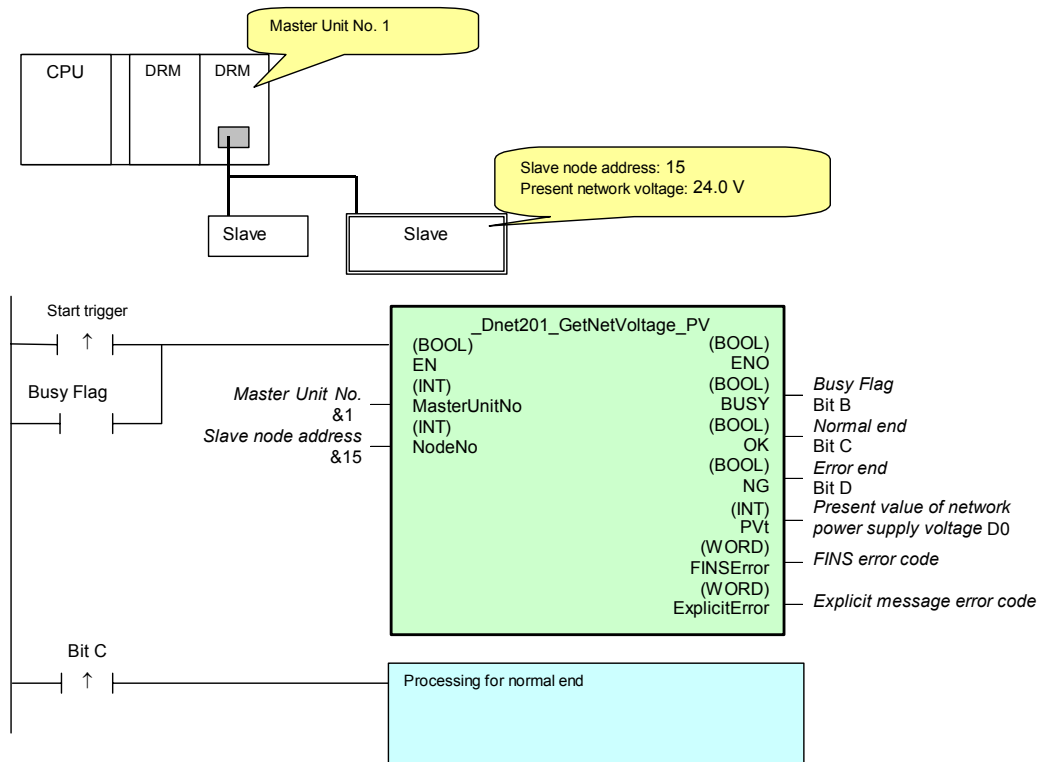 Master Unit No. 1
CPU
DRM
DRM
Slave node address: 15
Present network voltage: 24.0 V
Slave
Slave
Start trigger
↑
Busy Flag
Master Unit No.
&1
Slave node address
&15
_Dnet201_GetNetVoltage_PV
(BOOL)
EN
(INT)
MasterUnitNo
(INT)
NodeNo
(BOOL)
ENO
(BOOL)
BUSY
(BOOL)
OK
(BOOL)
NG
(INT)
PVt
(WORD)
FINSError
(WORD)
ExplicitError
Busy Flag
Bit B
Normal end
Bit C
Error end
Bit D
Present value of network
power supply voltage D0
FINS error code
Explicit message error code
Bit C
↑
Processing for normal end